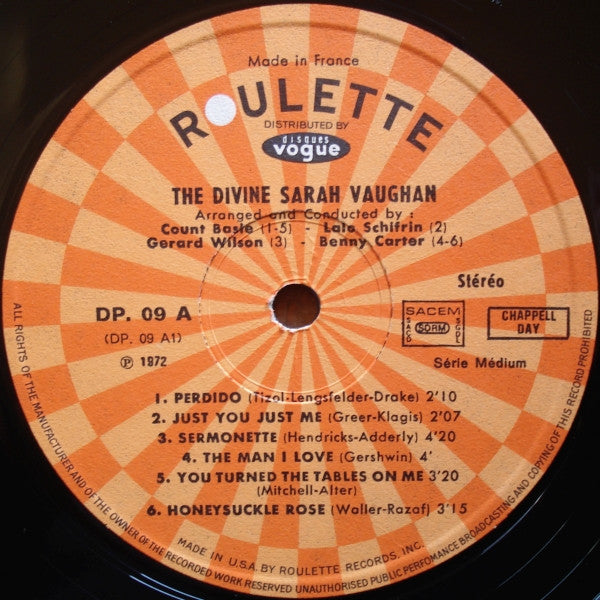 Made in France
ROULETTE
DISTRIBUTED BY
disques
vogue
THE DIVINE SARAH VAUGHAN
Arranged and Conducted by :
Count Basie (1-5) - Lalo Schifrin (2)
Gerard Wilson (3) - Benny Carter (4-6)
Stéréo
DP. 09 A
(DP. 09 A1)
℗ 1972
SACEM
SACD
SDRM
SGDL
CHAPPELL
DAY
Série Médium
1. PERDIDO (Tizol-Lengsfelder-Drake) 2'10
2. JUST YOU JUST ME (Greer-Klagis) 2'07
3. SERMONETTE (Hendricks-Adderly) 4'20
4. THE MAN I LOVE (Gershwin) 4'
5. YOU TURNED THE TABLES ON ME 3'20
(Mitchell-Alter)
6. HONEYSUCKLE ROSE (Waller-Razaf) 3'15
MADE IN U.S.A. BY ROULETTE RECORDS, INC.
ALL RIGHTS OF THE MANUFACTURER AND OF THE OWNER OF THE RECORDED WORK RESERVED UNAUTHORISED PUBLIC PERFOMANCE BROADCASTING AND COPYING OF THIS RECORD PROHIBITED